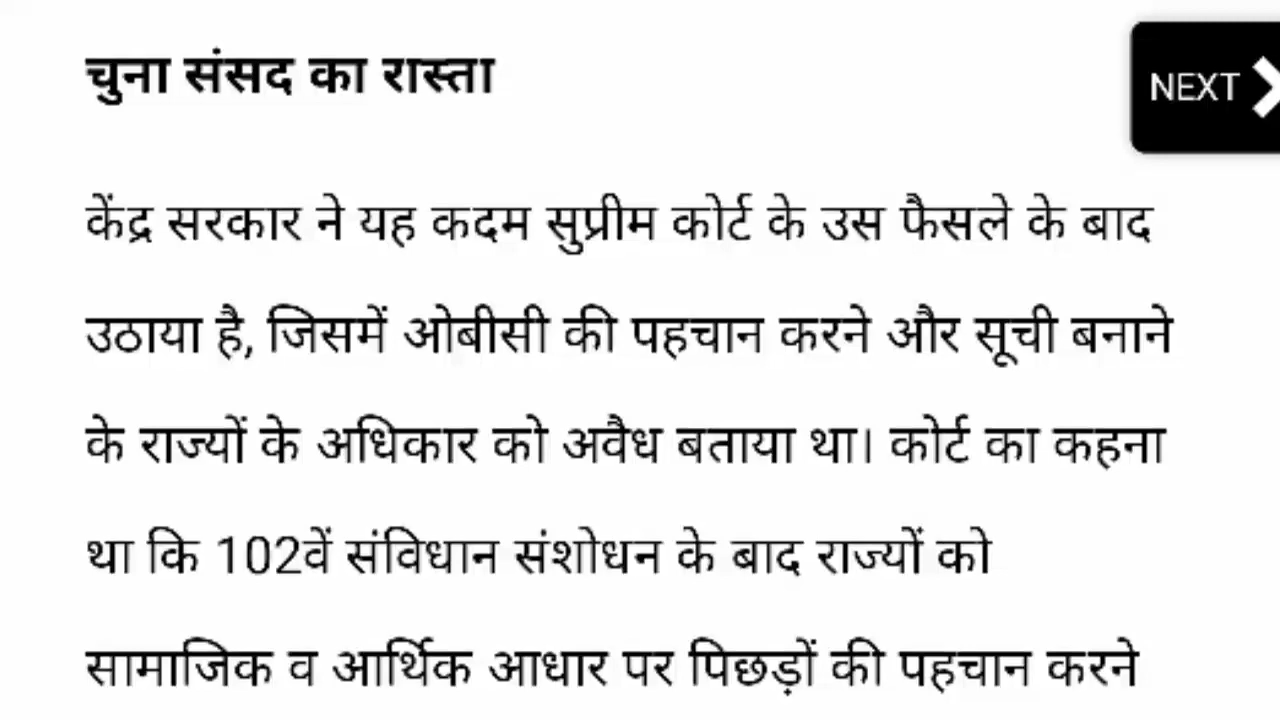 चुना संसद का रास्ता
NEXT
केंद्र सरकार ने यह कदम सुप्रीम कोर्ट के उस फैसले के बाद
उठाया है, जिसमें ओबीसी की पहचान करने और सूची बनाने
के राज्यों के अधिकार को अवैध बताया था। कोर्ट का कहना
था कि 102वें संविधान संशोधन के बाद राज्यों को
सामाजिक व आर्थिक आधार पर पिछड़ों की पहचान करने